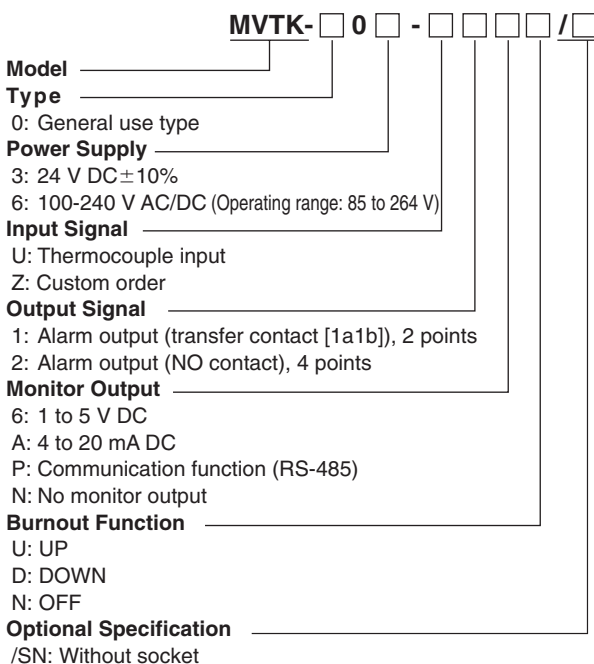 MVTK-□0□-□□□□/□
Model
Type
0: General use type
Power Supply
3: 24 V DC±10%
6: 100-240 V AC/DC (Operating range: 85 to 264 V)
Input Signal
U: Thermocouple input
Z: Custom order
Output Signal
1: Alarm output (transfer contact [1a1b]), 2 points
2: Alarm output (NO contact), 4 points
Monitor Output
6: 1 to 5 V DC
A: 4 to 20 mA DC
P: Communication function (RS-485)
N: No monitor output
Burnout Function
U: UP
D: DOWN
N: OFF
Optional Specification
/SN: Without socket